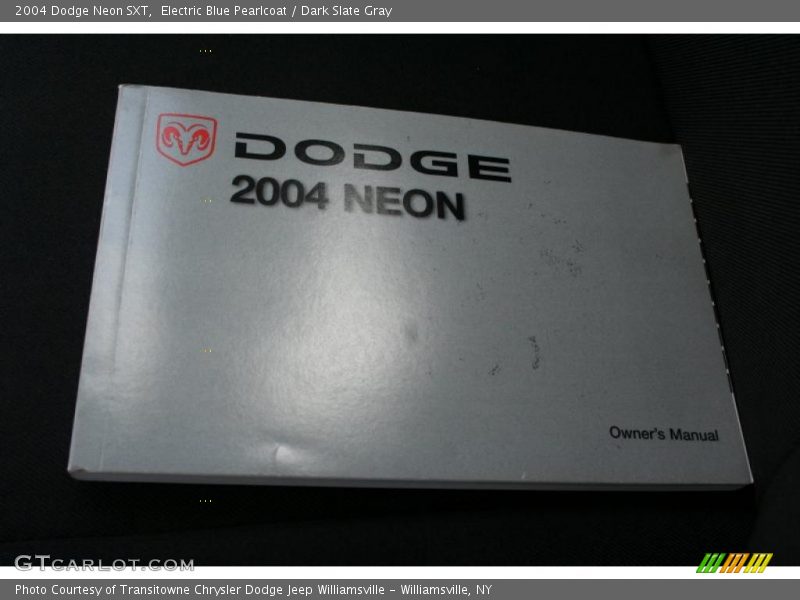 2004 Dodge Neon SXT,  Electric Blue Pearlcoat / Dark Slate Gray
DODGE
2004 NEON
Owner's Manual
GTCARLOT.COM
Photo Courtesy of Transitowne Chrysler Dodge Jeep Williamsville - Williamsville, NY